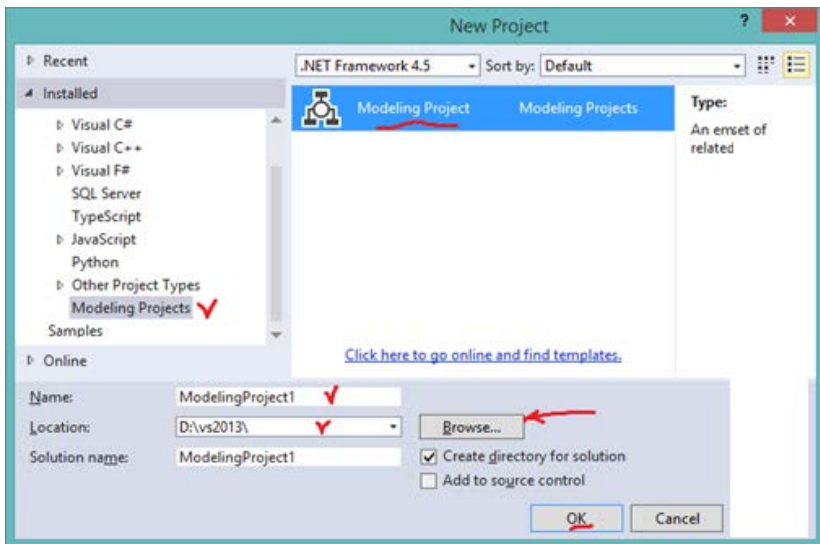 New Project
?
Recent
.NET Framework 4.5
Sort by: Default
Installed
Modeling Project
Modeling Projects
Type:
An emset of
related
Visual C#
Visual C++
Visual F#
SQL Server
TypeScript
JavaScript
Python
Other Project Types
Modeling Projects
Samples
Click here to go online and find templates.
Online
Name:
ModelingProject1
Location:
D:\vs2013\
Browse...
Solution name:
ModelingProject1
Create directory for solution
Add to source control
OK
Cancel